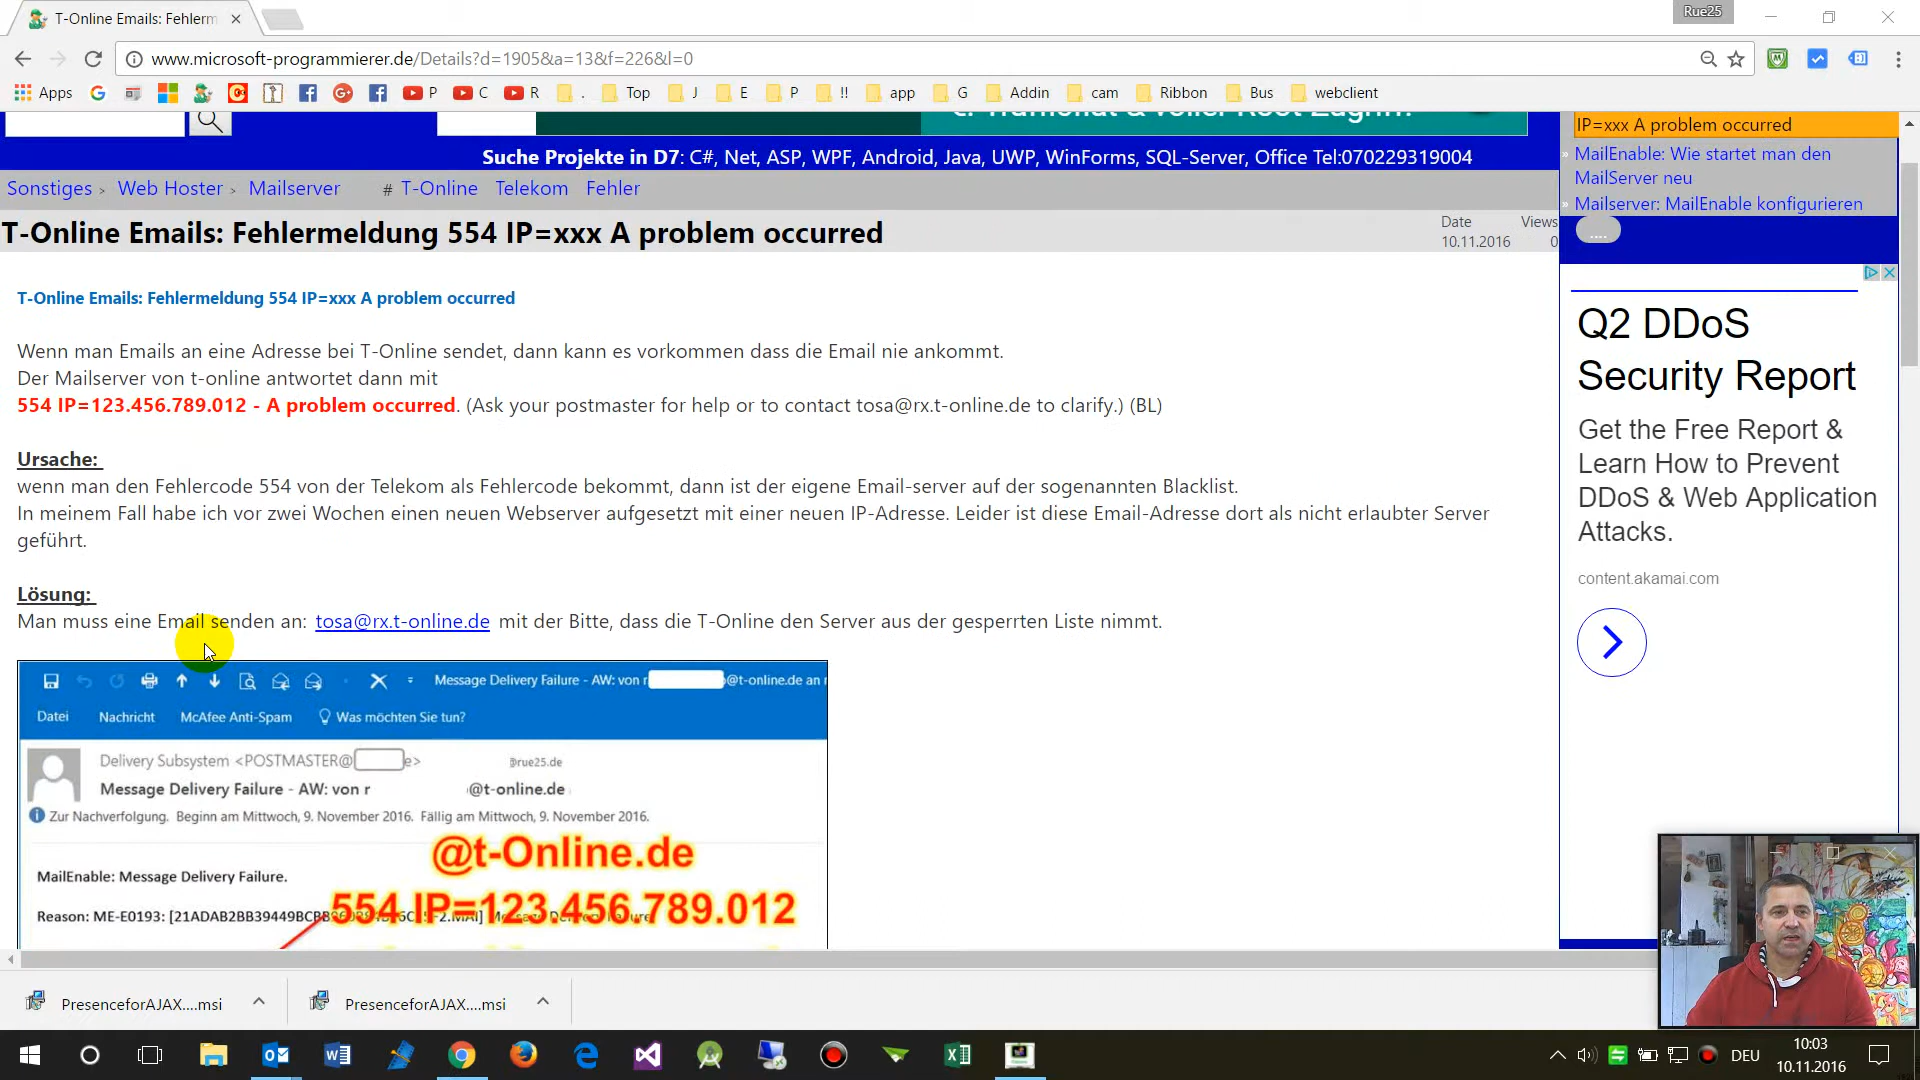 T-Online Emails: Fehlerm
Rue25
www.microsoft-programmierer.de/Details?d=1905&a=13&f=226&l=0
Apps
P
C
R
.
Top
J
E
P
!!
app
G
Addin
cam
Ribbon
Bus
webclient
Suche Projekte in D7: C#, Net, ASP, WPF, Android, Java, UWP, WinForms, SQL-Server, Office Tel:070229319004
Sonstiges > Web Hoster > Mailserver # T-Online Telekom Fehler
T-Online Emails: Fehlermeldung 554 IP=xxx A problem occurred
Date Views
10.11.2016 0
T-Online Emails: Fehlermeldung 554 IP=xxx A problem occurred
Wenn man Emails an eine Adresse bei T-Online sendet, dann kann es vorkommen dass die Email nie ankommt.
Der Mailserver von t-online antwortet dann mit
554 IP=123.456.789.012 - A problem occurred. (Ask your postmaster for help or to contact tosa@rx.t-online.de to clarify.) (BL)
Ursache:
wenn man den Fehlercode 554 von der Telekom als Fehlercode bekommt, dann ist der eigene Email-server auf der sogenannten Blacklist.
In meinem Fall habe ich vor zwei Wochen einen neuen Webserver aufgesetzt mit einer neuen IP-Adresse. Leider ist diese Email-Adresse dort als nicht erlaubter Server
geführt.
Lösung:
Man muss eine Email senden an: tosa@rx.t-online.de mit der Bitte, dass die T-Online den Server aus der gesperrten Liste nimmt.
Message Delivery Failure - AW: von r @t-online.de an r
Datei Nachricht McAfee Anti-Spam Was möchten Sie tun?
Delivery Subsystem <POSTMASTER@ e> @rue25.de
Message Delivery Failure - AW: von r @t-online.de
Zur Nachverfolgung. Beginn am Mittwoch, 9. November 2016. Fällig am Mittwoch, 9. November 2016.
@t-Online.de
MailEnable: Message Delivery Failure.
554 IP=123.456.789.012
Reason: ME-E0193:
IP=xxx A problem occurred
» MailEnable: Wie startet man den
MailServer neu
» Mailserver: MailEnable konfigurieren
....
Q2 DDoS
Security Report
Get the Free Report &
Learn How to Prevent
DDoS & Web Application
Attacks.
content.akamai.com
PresenceforAJAX....msi
PresenceforAJAX....msi
DEU
10:03
10.11.2016